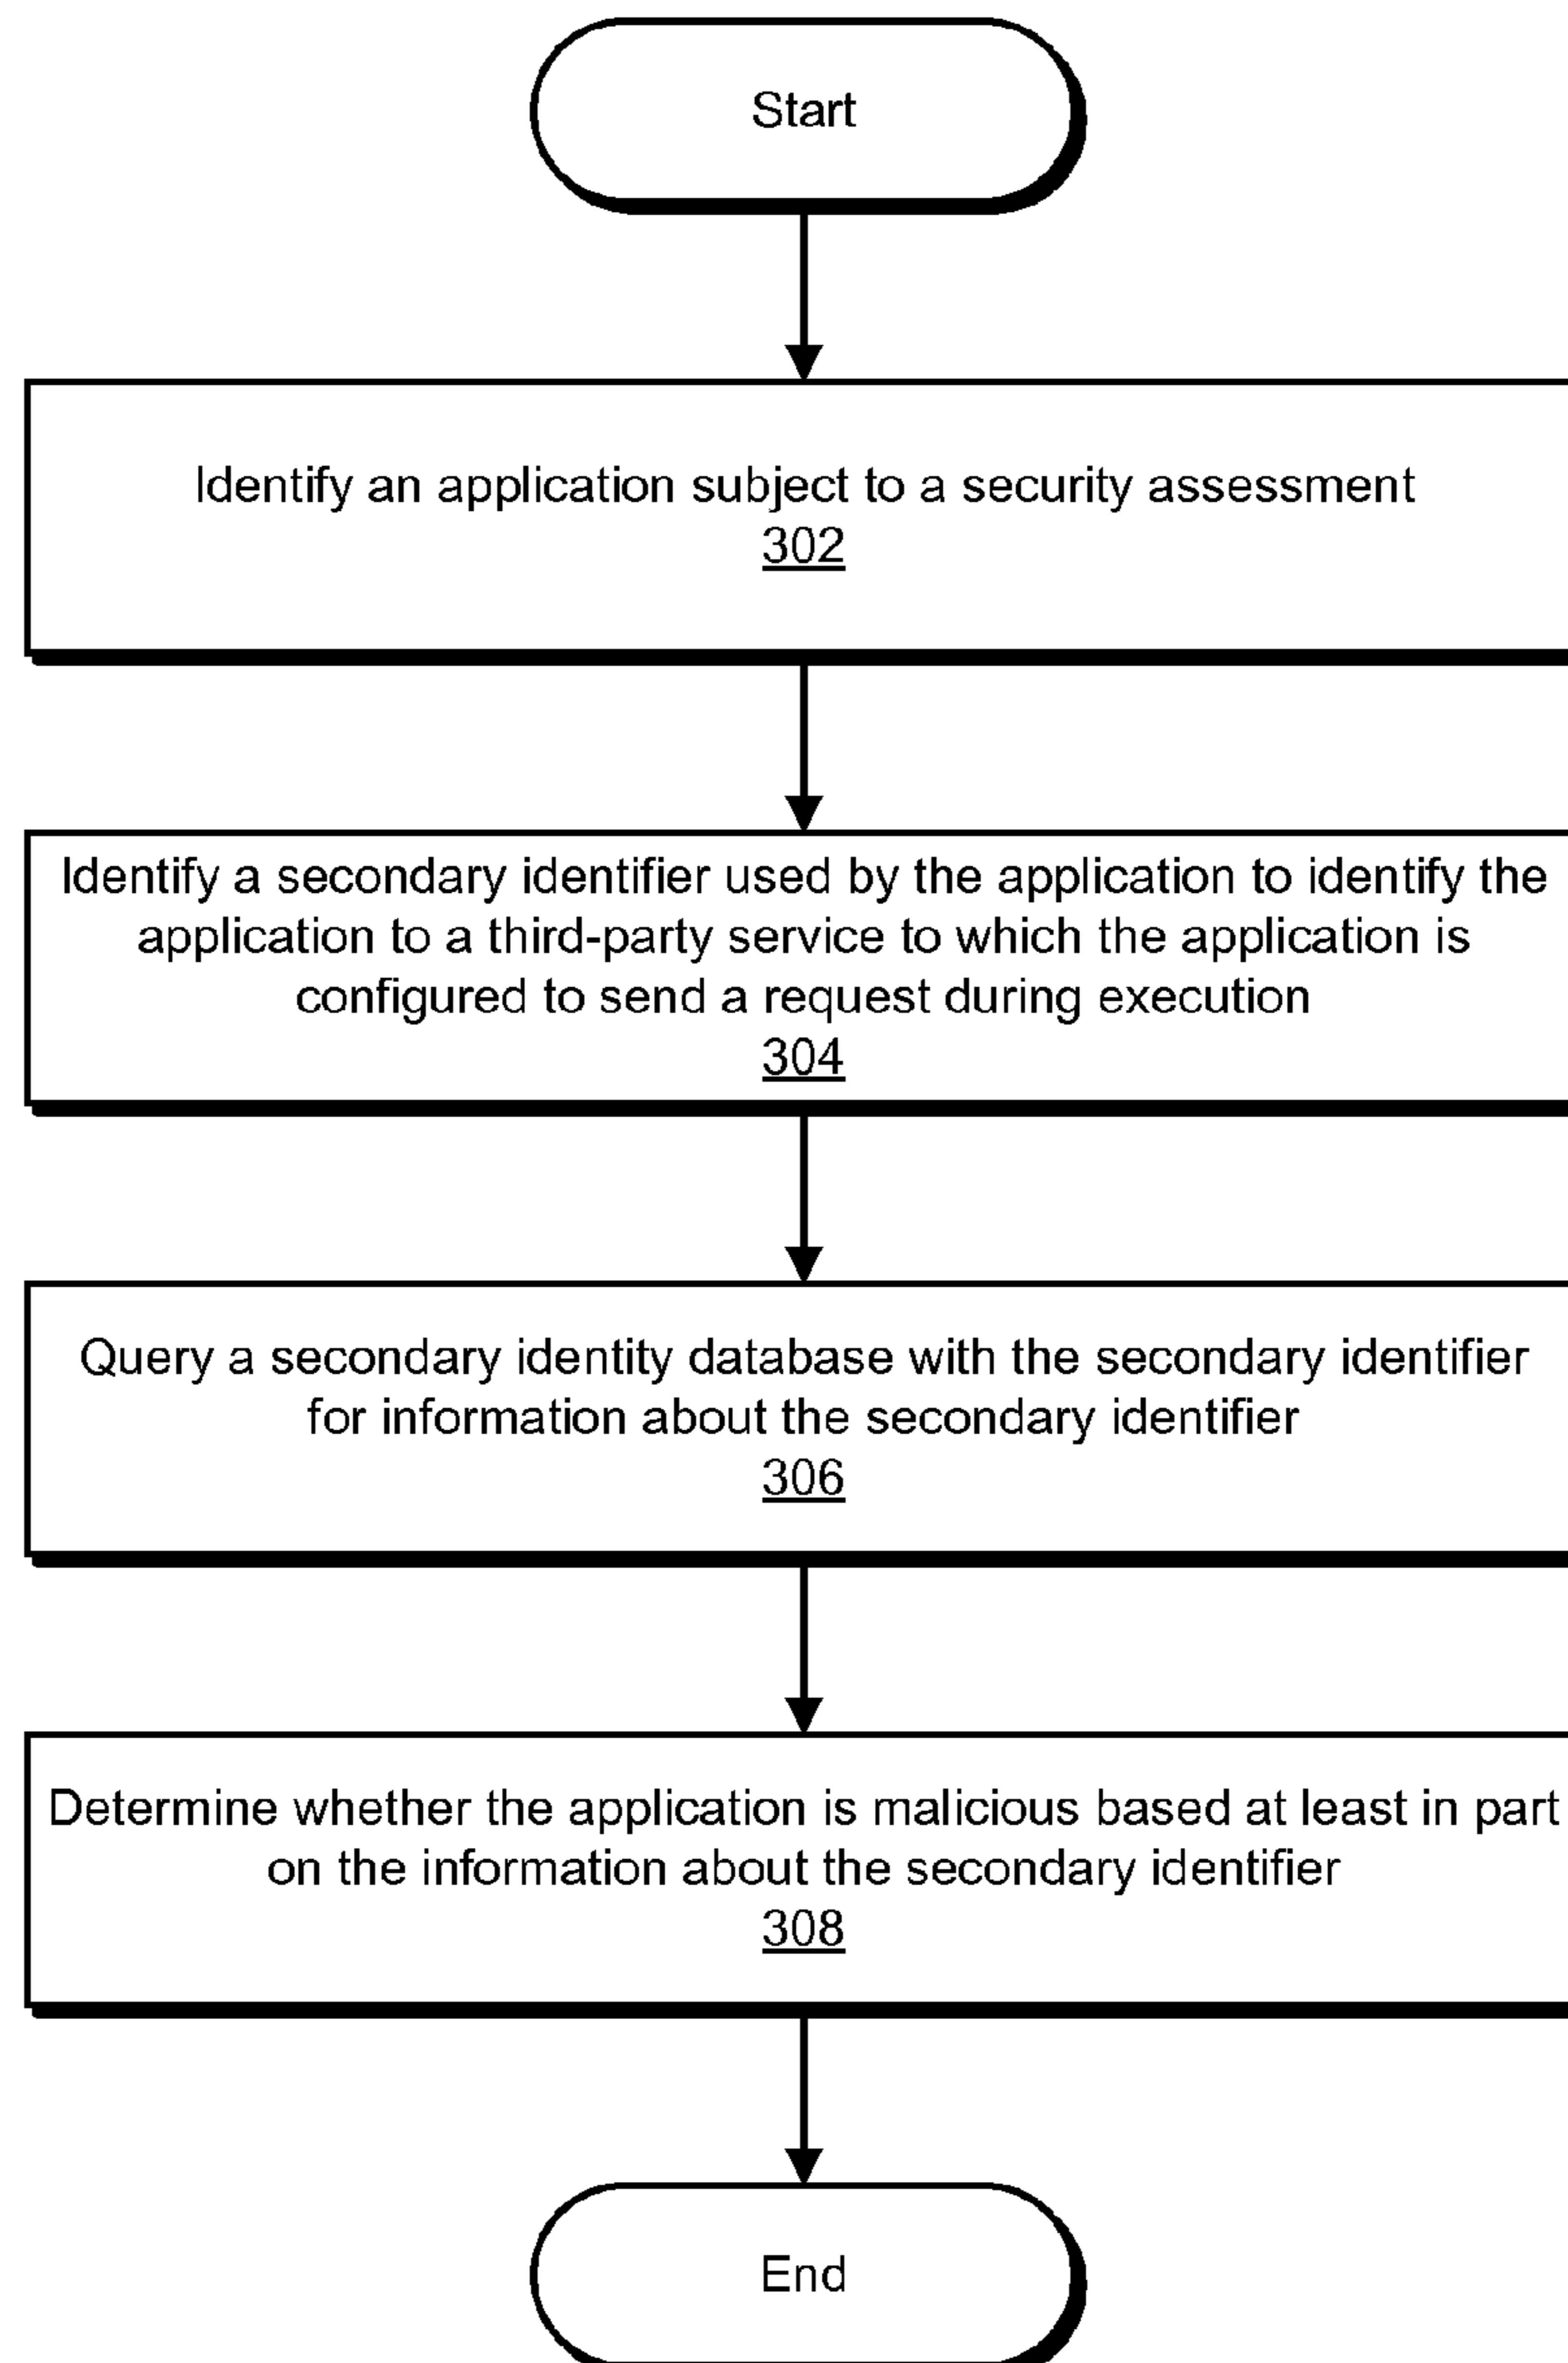 Start
Identify an application subject to a security assessment
302
Identify a secondary identifier used by the application to identify the
application to a third-party service to which the application is
configured to send a request during execution
304
Query a secondary identity database with the secondary identifier
for information about the secondary identifier
306
Determine whether the application is malicious based at least in part
on the information about the secondary identifier
308
End